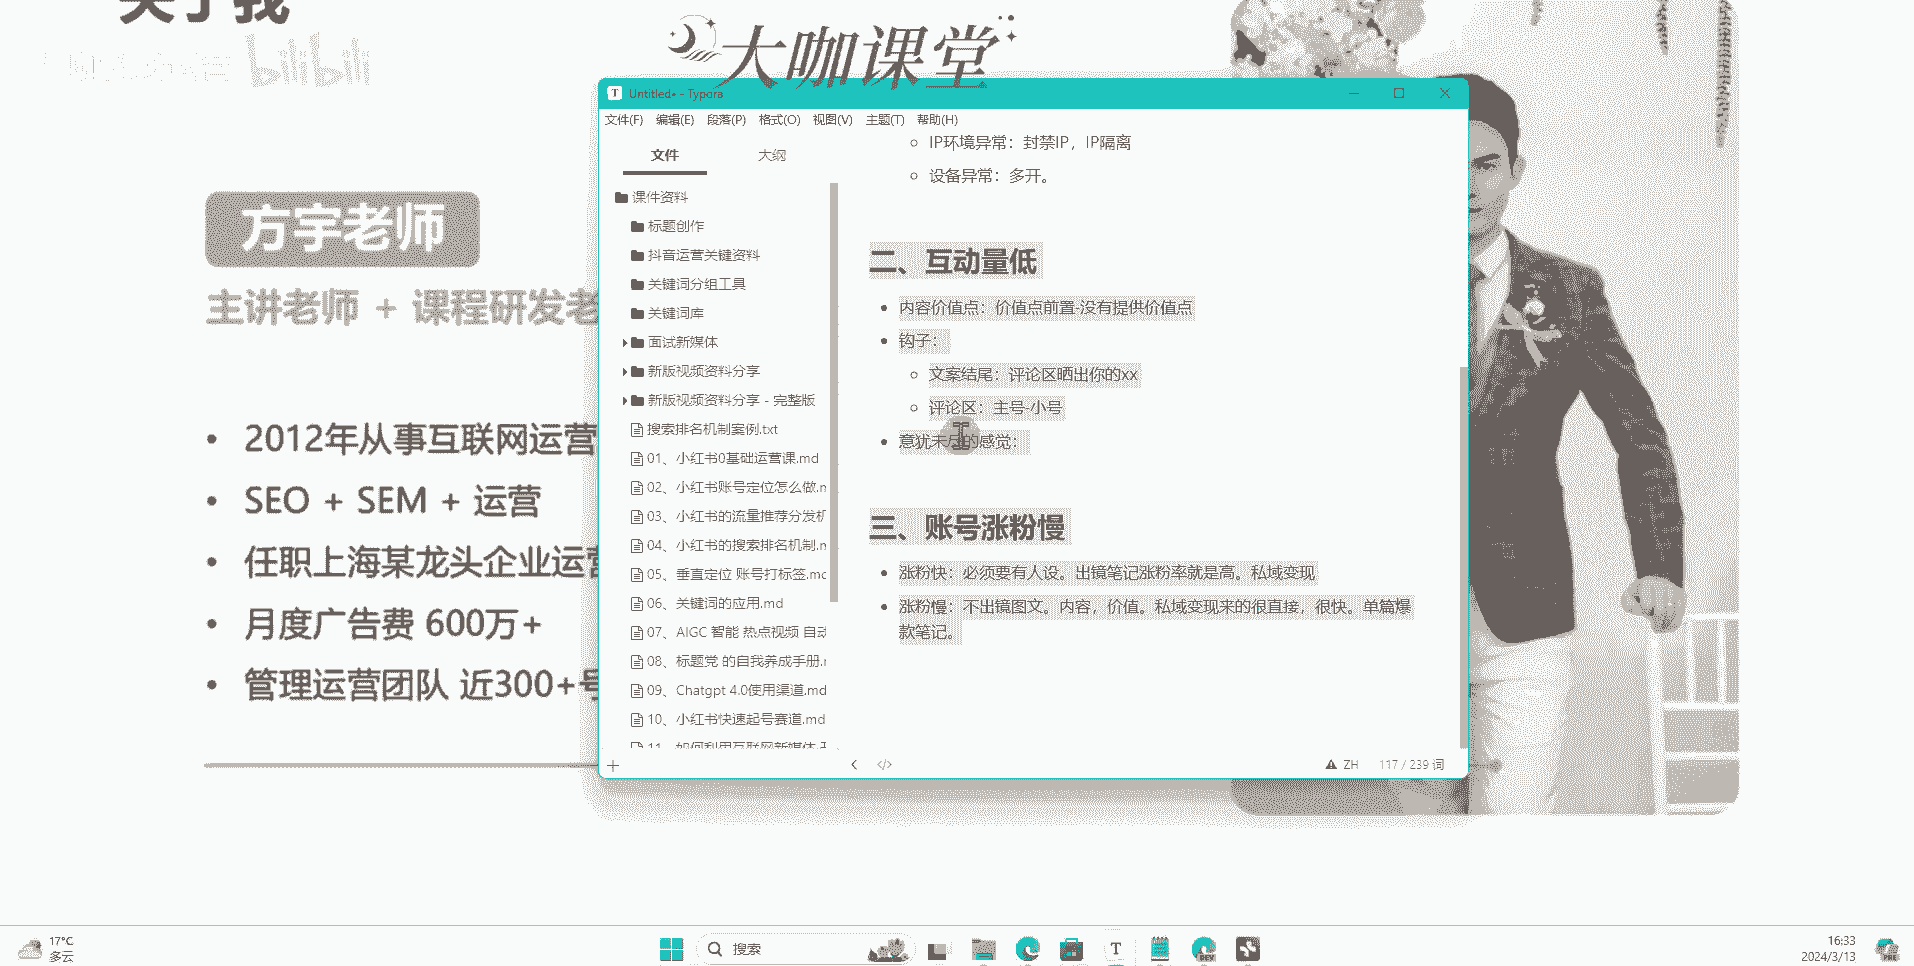 关于我
bilibili
大咖课堂
Untitled• - Typora
文件(F) 编辑(E) 段落(P) 格式(O) 视图(V) 主题(T) 帮助(H)
文件 大纲
课件资料
标题创作
抖音运营关键资料
关键词分组工具
关键词库
面试新媒体
新版视频资料分享
新版视频资料分享 - 完整版
搜索排名机制案例.txt
01、小红书0基础运营课.md
02、小红书账号定位怎么做.m
03、小红书的流量推荐分发机
04、小红书的搜索排名机制.m
05、垂直定位 账号打标签.md
06、关键词的应用.md
07、AIGC 智能 热点视频 自动
08、标题党 的自我养成手册.m
09、Chatgpt 4.0使用渠道.md
10、小红书快速起号赛道.md
11、如何利用互联网新媒体
IP环境异常：封禁IP，IP隔离
设备异常：多开。
二、互动量低
内容价值点：价值点前置-没有提供价值点
钩子：
文案结尾：评论区晒出你的xx
评论区：主号-小号
意犹未尽的感觉：
三、账号涨粉慢
涨粉快：必须要有人设。出镜笔记涨粉率就是高。私域变现
涨粉慢：不出镜图文。内容，价值。私域变现来的很直接，很快。单篇爆
款笔记。
ZH 117 / 239 词
方宇老师
主讲老师 + 课程研发老
2012年从事互联网运营
SEO + SEM + 运营
任职上海某龙头企业运营
月度广告费 600万+
管理运营团队 近300+号
17°C
多云
搜索
16:33
2024/3/13